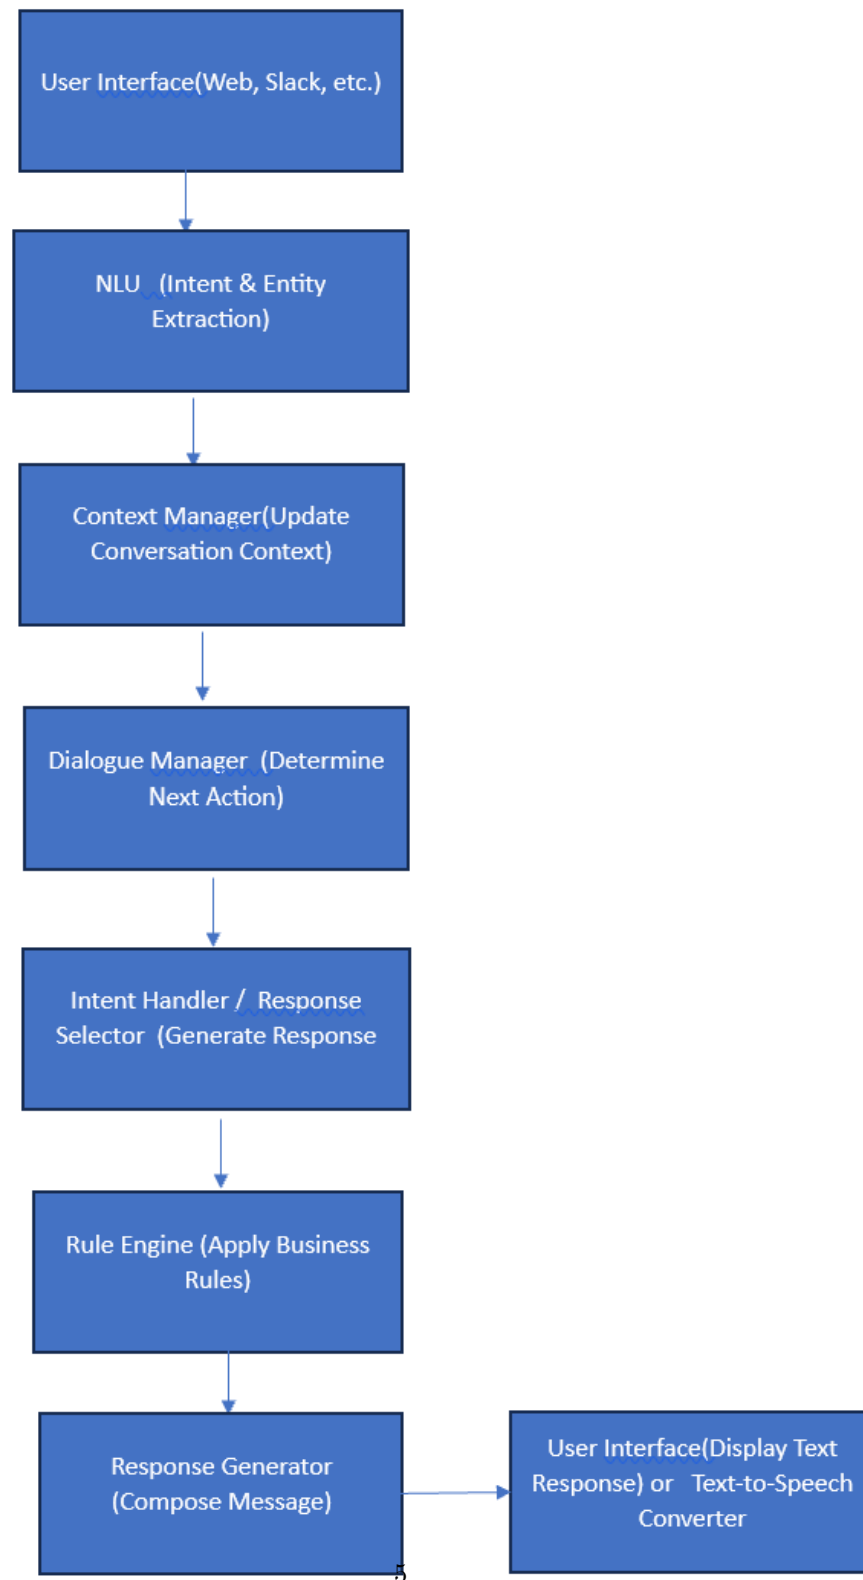 User Interface(Web, Slack, etc.)
NLU   (Intent & Entity
Extraction)
Context Manager(Update
Conversation Context)
Dialogue Manager  (Determine
Next Action)
Intent Handler /  Response
Selector  (Generate Response
Rule Engine (Apply Business
Rules)
Response Generator
(Compose Message)
User Interface(Display Text
Response) or   Text-to-Speech
Converter
5